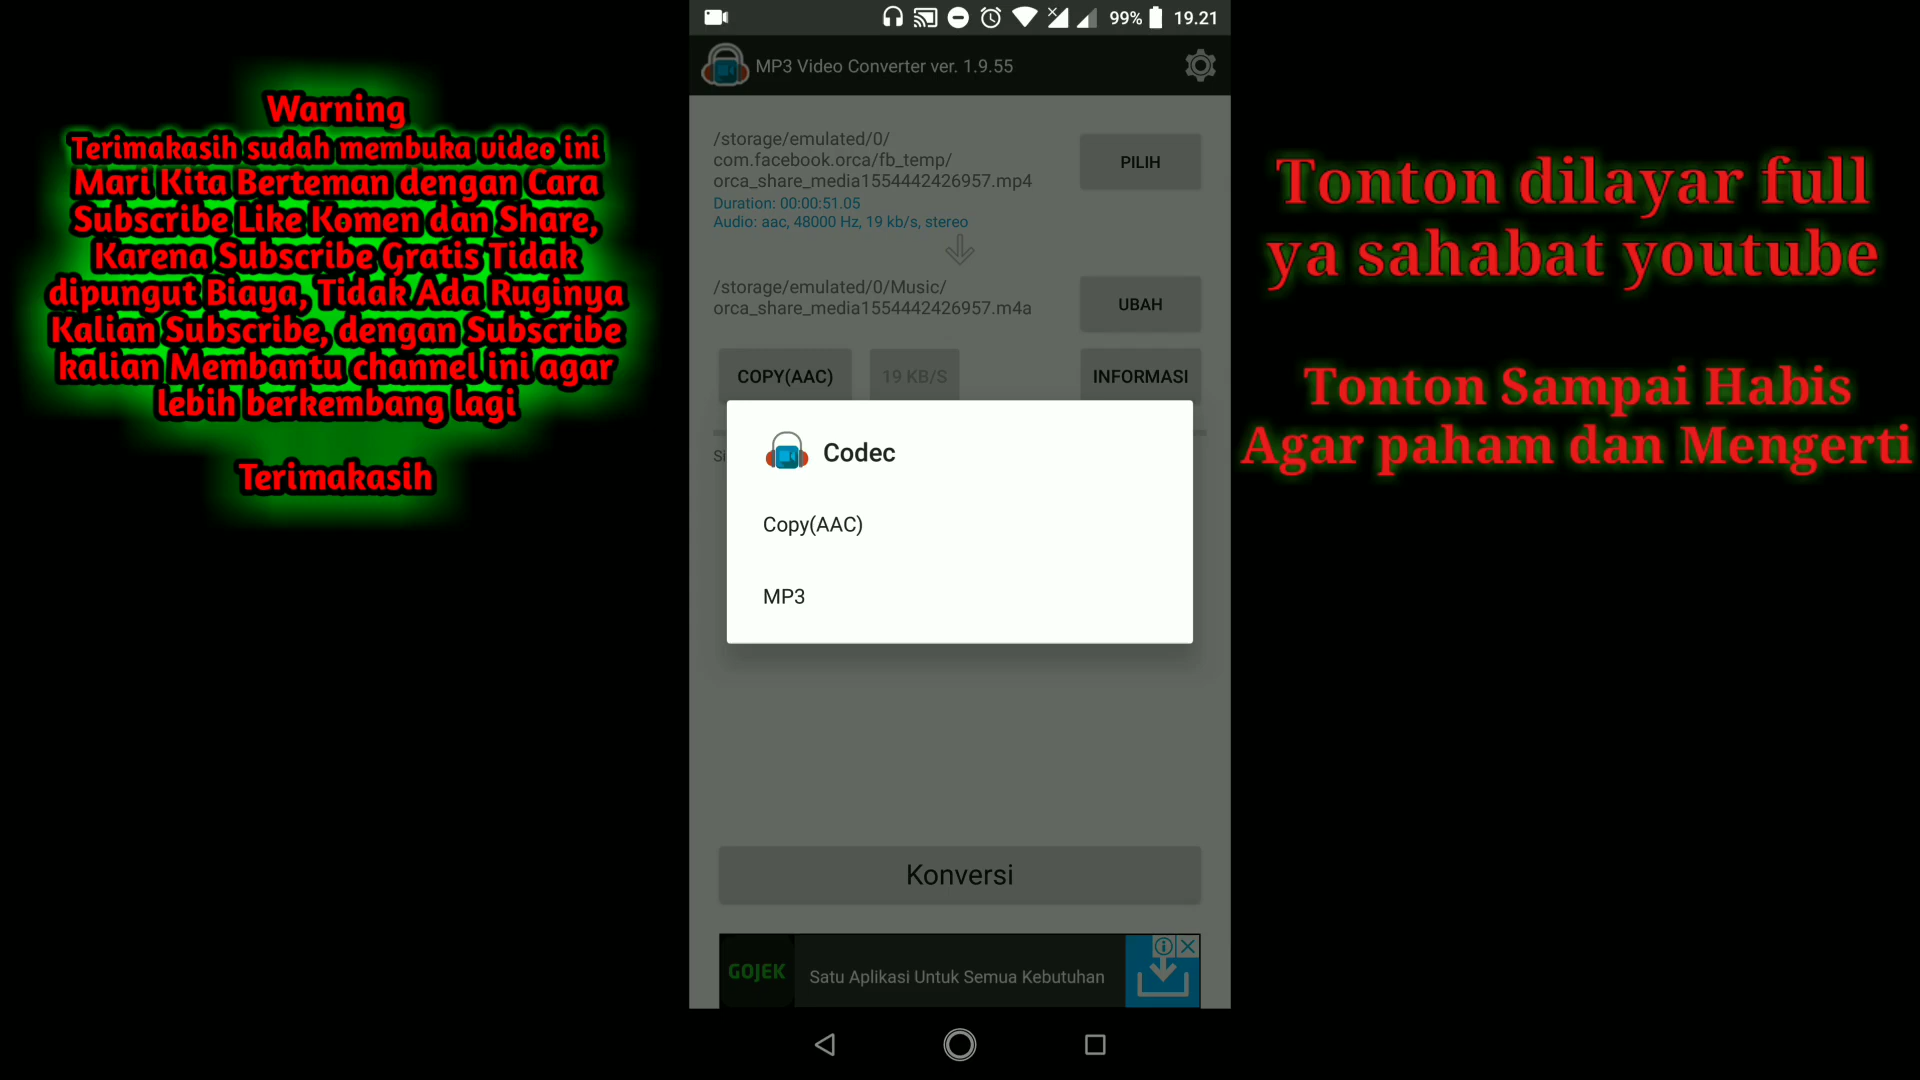 Warning
Terimakasih sudah membuka video ini
Mari Kita Berteman dengan Cara
Subscribe Like Komen dan Share,
Karena Subscribe Gratis Tidak
dipungut Biaya, Tidak Ada Ruginya
Kalian Subscribe, dengan Subscribe
kalian Membantu channel ini agar
lebih berkembang lagi
Terimakasih
99% 19.21
MP3 Video Converter ver. 1.9.55
/storage/emulated/0/
com.facebook.orca/fb_temp/
orca_share_media1554442426957.mp4
PILIH
Duration: 00:00:51.05
Audio: aac, 48000 Hz, 19 kb/s, stereo
/storage/emulated/0/Music/
orca_share_media1554442426957.m4a
UBAH
COPY(AAC) 19 KB/S INFORMASI
Si
Codec
Copy(AAC)
MP3
Konversi
GOJEK Satu Aplikasi Untuk Semua Kebutuhan
Tonton dilayar full
ya sahabat youtube
Tonton Sampai Habis
Agar paham dan Mengerti